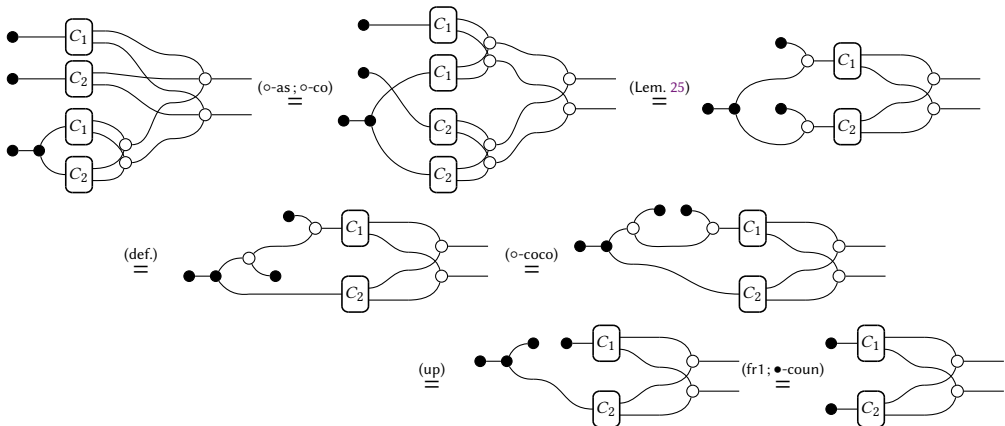 C₁ C₁
C₂ (○-as; ○-co) = C₁ (Lem. 25) = C₁
C₁ C₂ C₂
C₂ C₂
(def.) = C₁ (○-coco) = C₁
C₂ C₂
(up) = C₁ (fr1; •-coun) = C₁
C₂ C₂